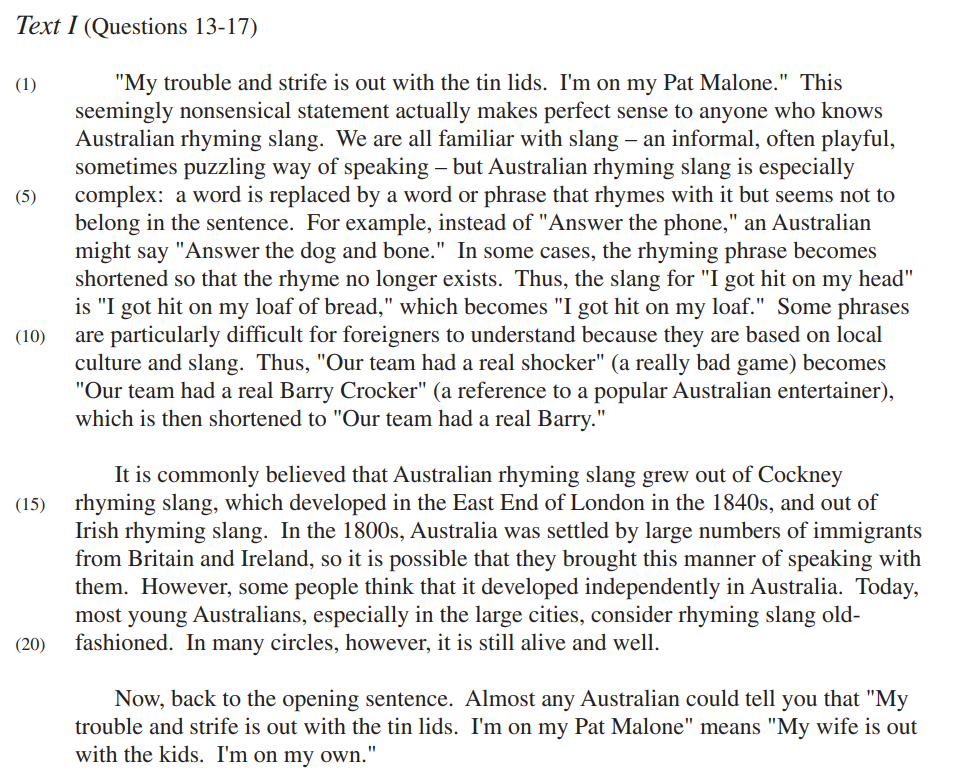 Text I (Questions 13-17)
(1) "My trouble and strife is out with the tin lids. I'm on my Pat Malone." This
seemingly nonsensical statement actually makes perfect sense to anyone who knows
Australian rhyming slang. We are all familiar with slang – an informal, often playful,
sometimes puzzling way of speaking – but Australian rhyming slang is especially
(5) complex: a word is replaced by a word or phrase that rhymes with it but seems not to
belong in the sentence. For example, instead of "Answer the phone," an Australian
might say "Answer the dog and bone." In some cases, the rhyming phrase becomes
shortened so that the rhyme no longer exists. Thus, the slang for "I got hit on my head"
is "I got hit on my loaf of bread," which becomes "I got hit on my loaf." Some phrases
(10) are particularly difficult for foreigners to understand because they are based on local
culture and slang. Thus, "Our team had a real shocker" (a really bad game) becomes
"Our team had a real Barry Crocker" (a reference to a popular Australian entertainer),
which is then shortened to "Our team had a real Barry."
It is commonly believed that Australian rhyming slang grew out of Cockney
(15) rhyming slang, which developed in the East End of London in the 1840s, and out of
Irish rhyming slang. In the 1800s, Australia was settled by large numbers of immigrants
from Britain and Ireland, so it is possible that they brought this manner of speaking with
them. However, some people think that it developed independently in Australia. Today,
most young Australians, especially in the large cities, consider rhyming slang old-
(20) fashioned. In many circles, however, it is still alive and well.
Now, back to the opening sentence. Almost any Australian could tell you that "My
trouble and strife is out with the tin lids. I'm on my Pat Malone" means "My wife is out
with the kids. I'm on my own."